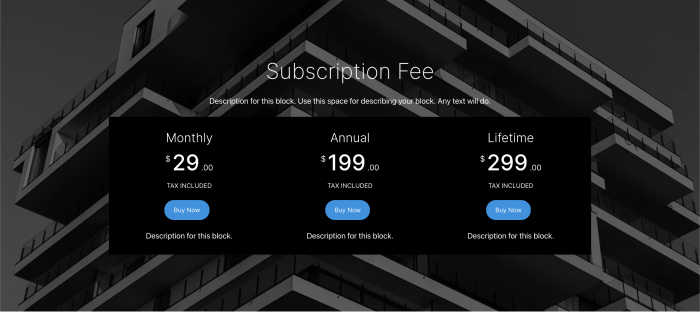 Subscription Fee
Description for this block. Use this space for describing your block. Any text will do.
Monthly Annual Lifetime
$29.00 $199.00 $299.00
TAX INCLUDED TAX INCLUDED TAX INCLUDED
Buy Now Buy Now Buy Now
Description for this block. Description for this block. Description for this block.